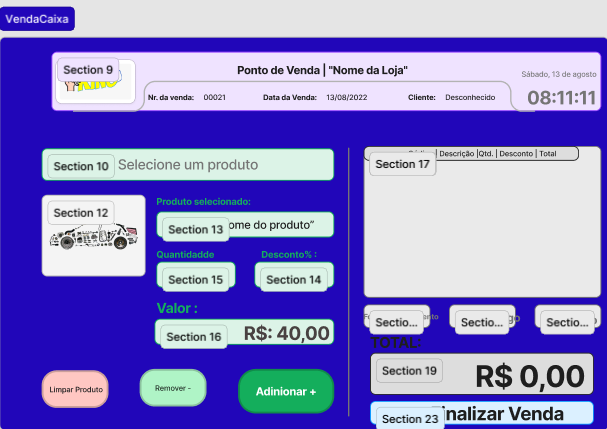 VendaCaixa
Section 9
Ponto de Venda | "Nome da Loja"
Sábado, 13 de agosto
Nr. da venda: 00021
Data da Venda: 13/08/2022
Cliente: Desconhecido
08:11:11
Section 10 Selecione um produto
Section 12
Produto selecionado:
Section 13 ome do produto”
Quantidadde
Desconto% :
Section 15
Section 14
Valor :
Section 16 R$: 40,00
Limpar Produto
Remover -
Adinionar +
| Descrição |Qtd. | Desconto | Total
Section 17
Sectio...
Sectio...
Sectio...
TOTAL:
Section 19 R$ 0,00
Section 23 inalizar Venda